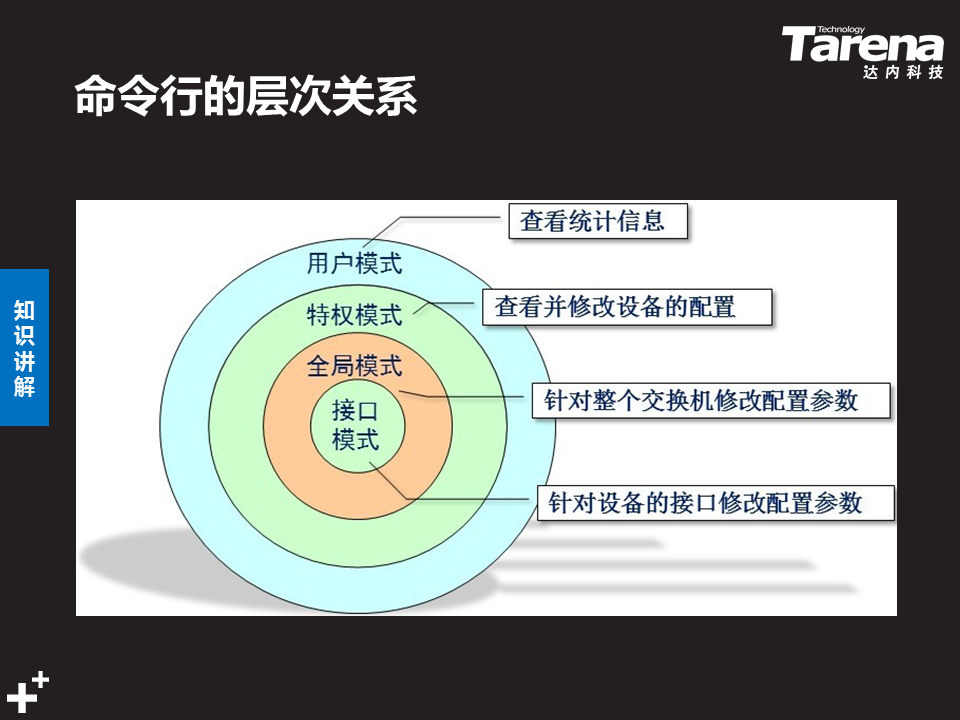 Technology
Tarena
达内科技
命令行的层次关系
知
识
讲
解
查看统计信息
用户模式
特权模式
查看并修改设备的配置
全局模式
针对整个交换机修改配置参数
接口
模式
针对设备的接口修改配置参数